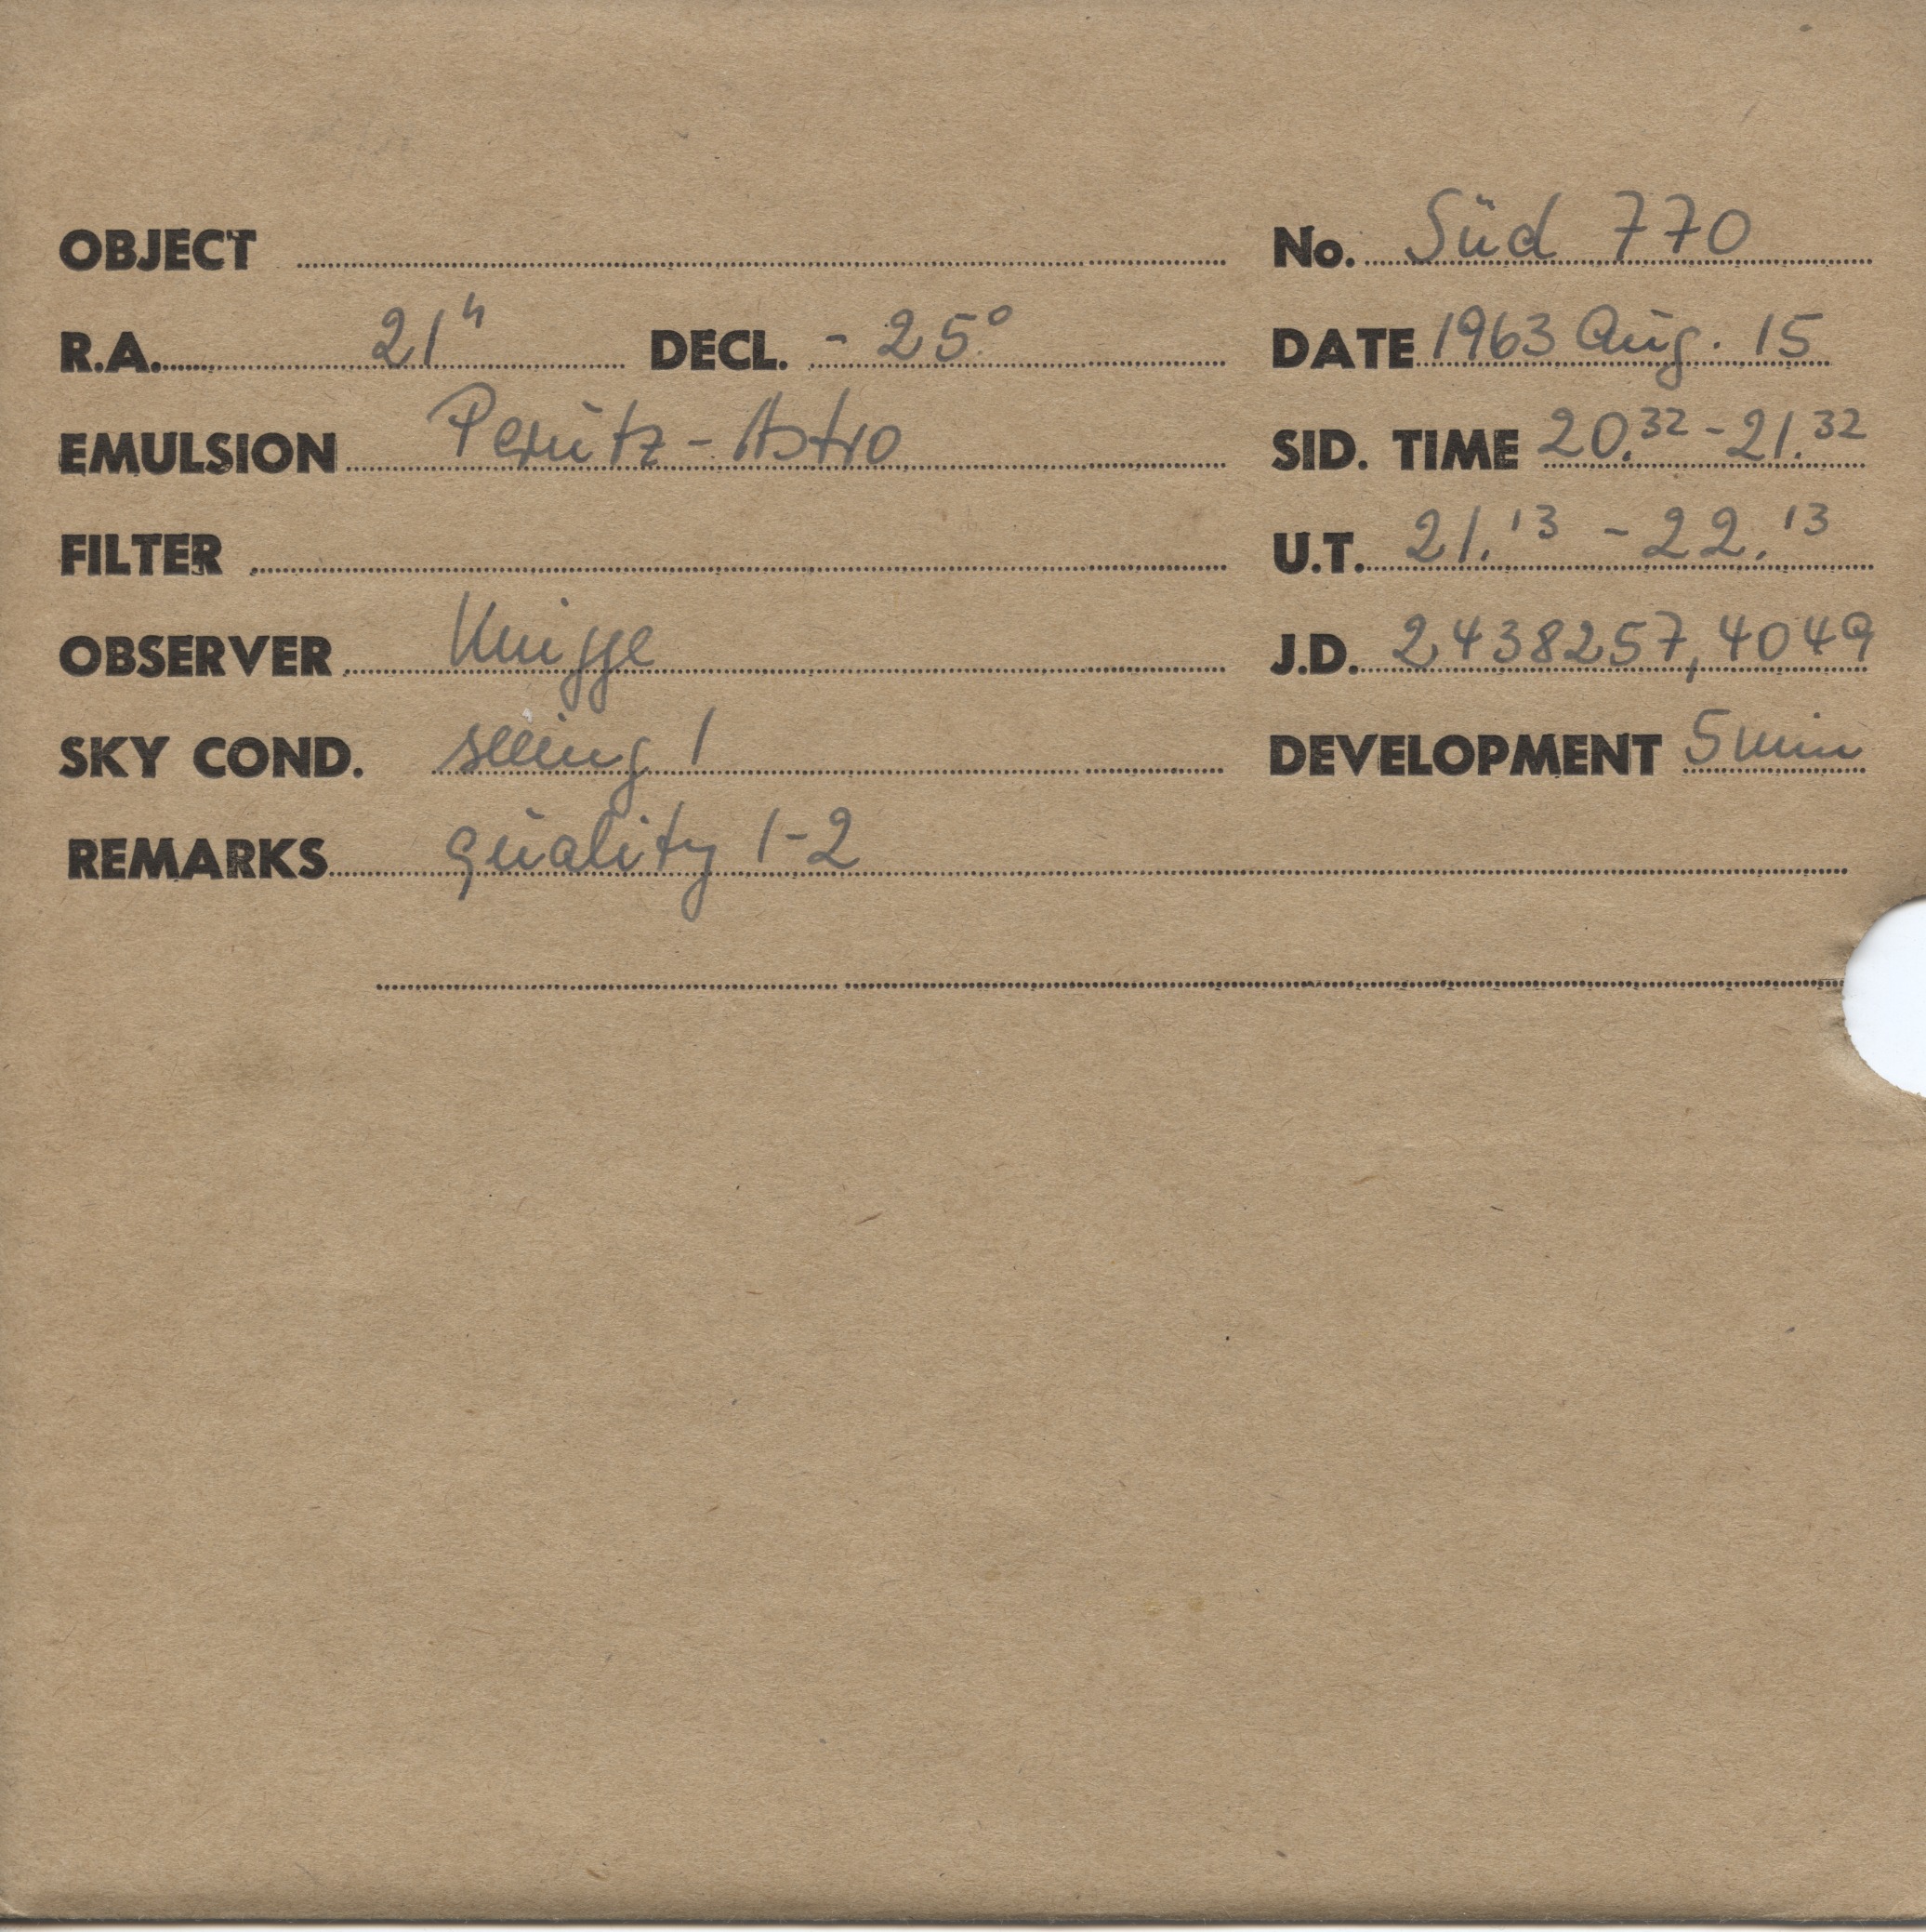 OBJECT No. Süd 770
R.A. 21h DECL. - 25° DATE 1963 Aug. 15
EMULSION Perutz - Astro SID. TIME 20.32 - 21.32
FILTER U.T. 21.13 - 22.13
OBSERVER Knigge J.D. 2438257,4049
SKY COND. seeing 1 DEVELOPMENT 5 min
REMARKS quality 1-2